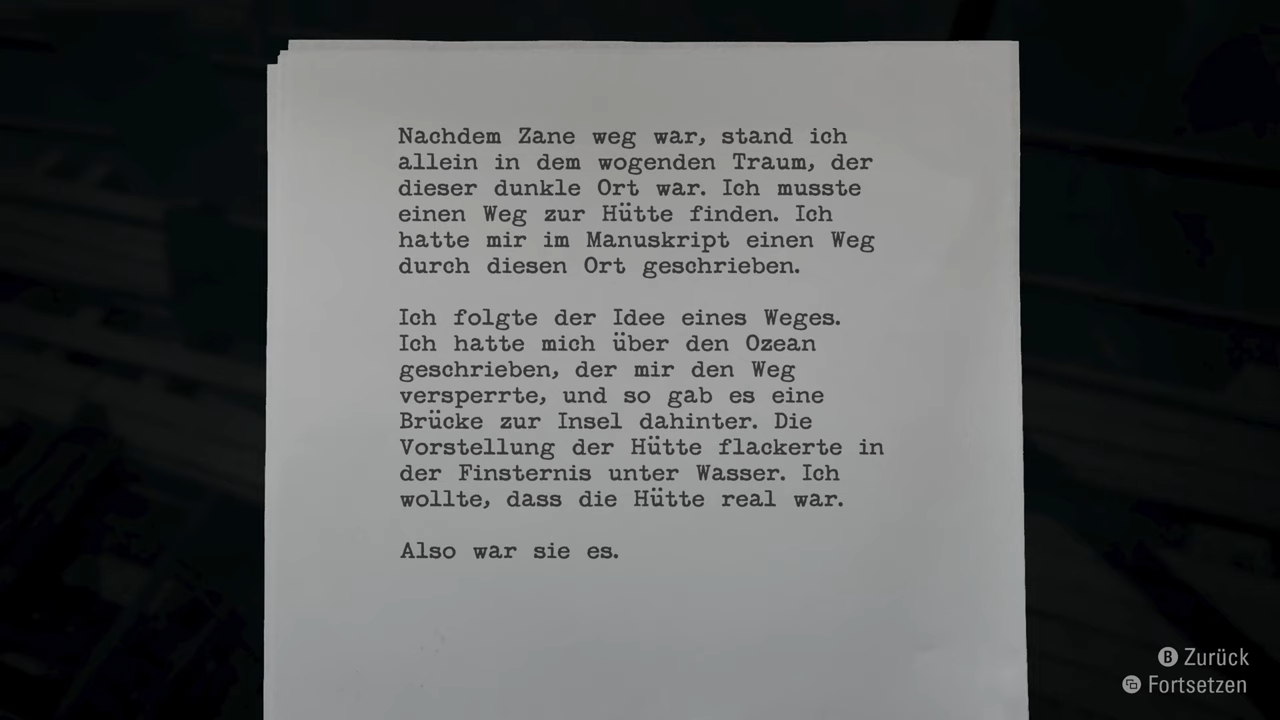 Nachdem Zane weg war, stand ich
allein in dem wogenden Traum, der
dieser dunkle Ort war. Ich musste
einen Weg zur Hütte finden. Ich
hatte mir im Manuskript einen Weg
durch diesen Ort geschrieben.
Ich folgte der Idee eines Weges.
Ich hatte mich über den Ozean
geschrieben, der mir den Weg
versperrte, und so gab es eine
Brücke zur Insel dahinter. Die
Vorstellung der Hütte flackerte in
der Finsternis unter Wasser. Ich
wollte, dass die Hütte real war.
Also war sie es.
B Zurück
Fortsetzen